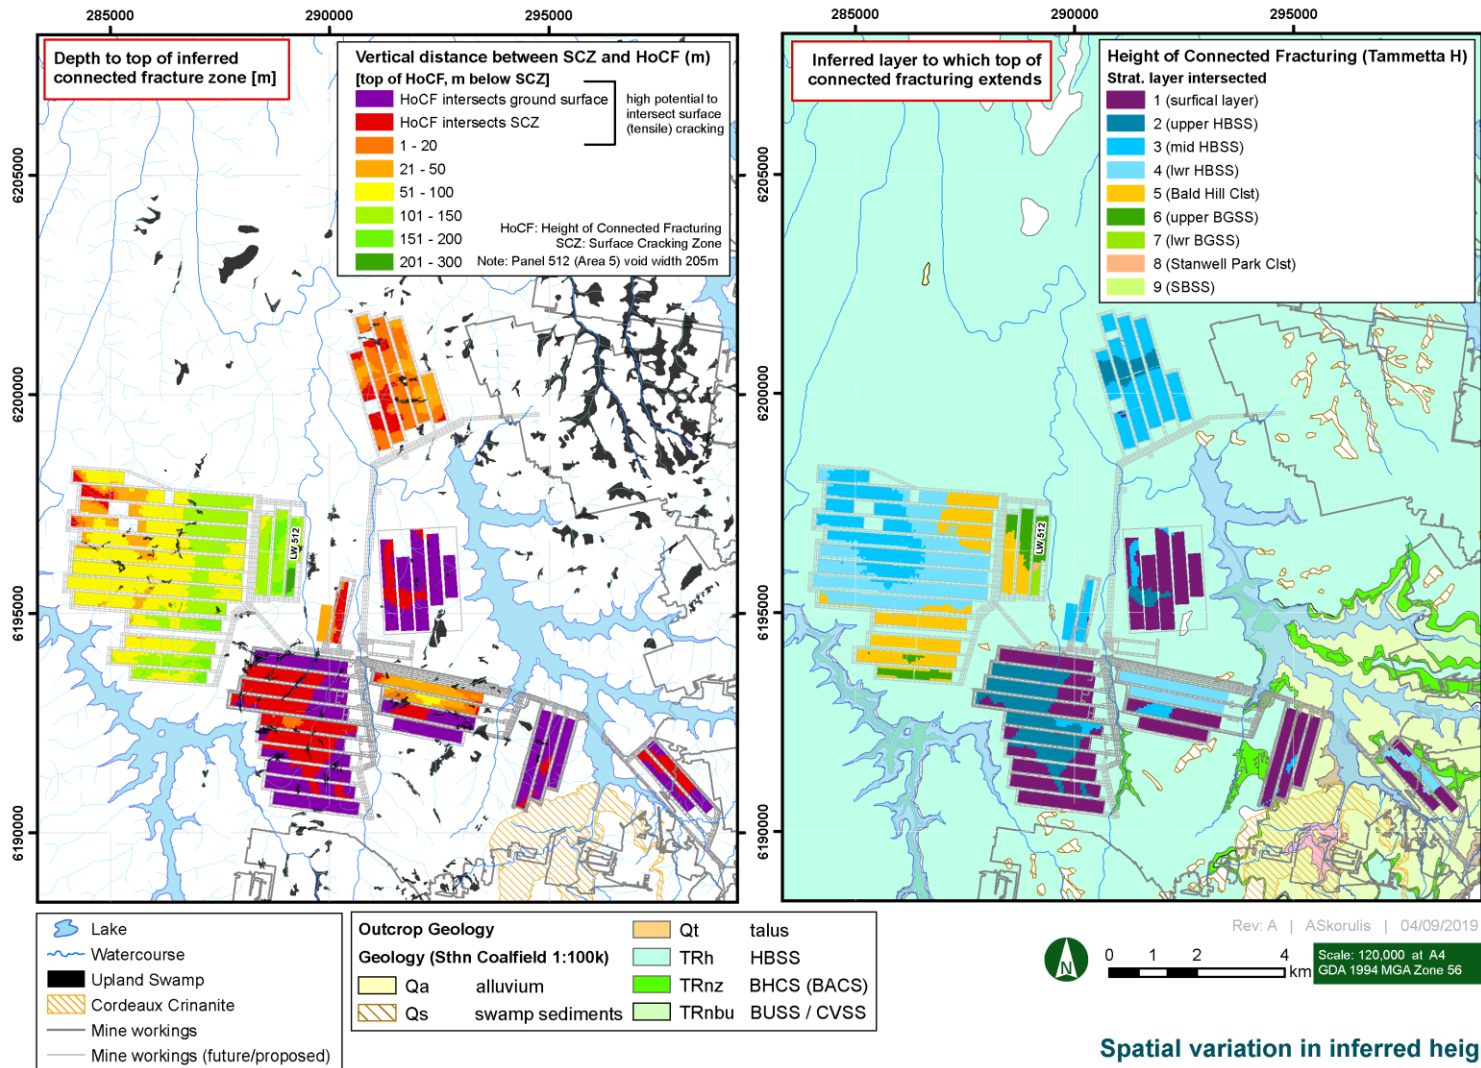 285000
290000
295000
285000
290000
295000
6205000
6200000
6195000
6190000
Depth to top of inferred
connected fracture zone [m]
Vertical distance between SCZ and HoCF (m)
[top of HoCF, m below SCZ]
HoCF intersects ground surface
HoCF intersects SCZ
high potential to
intersect surface
(tensile) cracking
1 - 20
21 - 50
51 - 100
101 - 150
151 - 200
201 - 300
HoCF: Height of Connected Fracturing
SCZ: Surface Cracking Zone
Note: Panel 512 (Area 5) void width 205m
LW 512
6205000
6200000
6195000
6190000
Inferred layer to which top of
connected fracturing extends
Height of Connected Fracturing (Tammetta H)
Strat. layer intersected
1 (surfical layer)
2 (upper HBSS)
3 (mid HBSS)
4 (lwr HBSS)
5 (Bald Hill Clst)
6 (upper BGSS)
7 (lwr BGSS)
8 (Stanwell Park Clst)
9 (SBSS)
LW 512
Lake
Watercourse
Upland Swamp
Cordeaux Crinanite
Mine workings
Mine workings (future/proposed)
Outcrop Geology
Geology (Sthn Coalfield 1:100k)
Qa alluvium
Qs swamp sediments
Qt talus
TRh HBSS
TRnz BHCS (BACS)
TRnbu BUSS / CVSS
Rev: A | ASkorulis | 04/09/2019
N
0 1 2 4
km
Scale: 120,000 at A4
GDA 1994 MGA Zone 56
Spatial variation in inferred heig